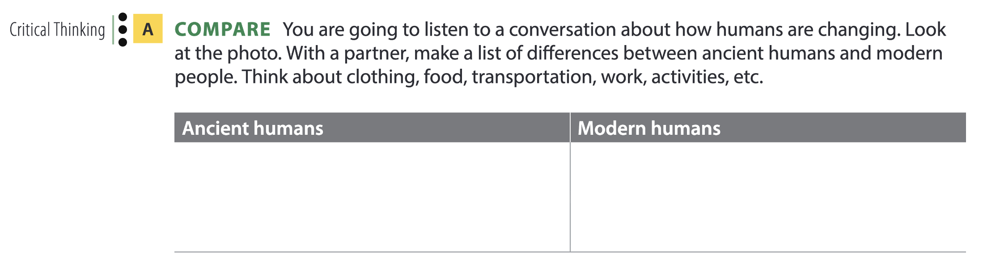 Critical Thinking A COMPARE You are going to listen to a conversation about how humans are changing. Look
at the photo. With a partner, make a list of differences between ancient humans and modern
people. Think about clothing, food, transportation, work, activities, etc.
Ancient humans Modern humans